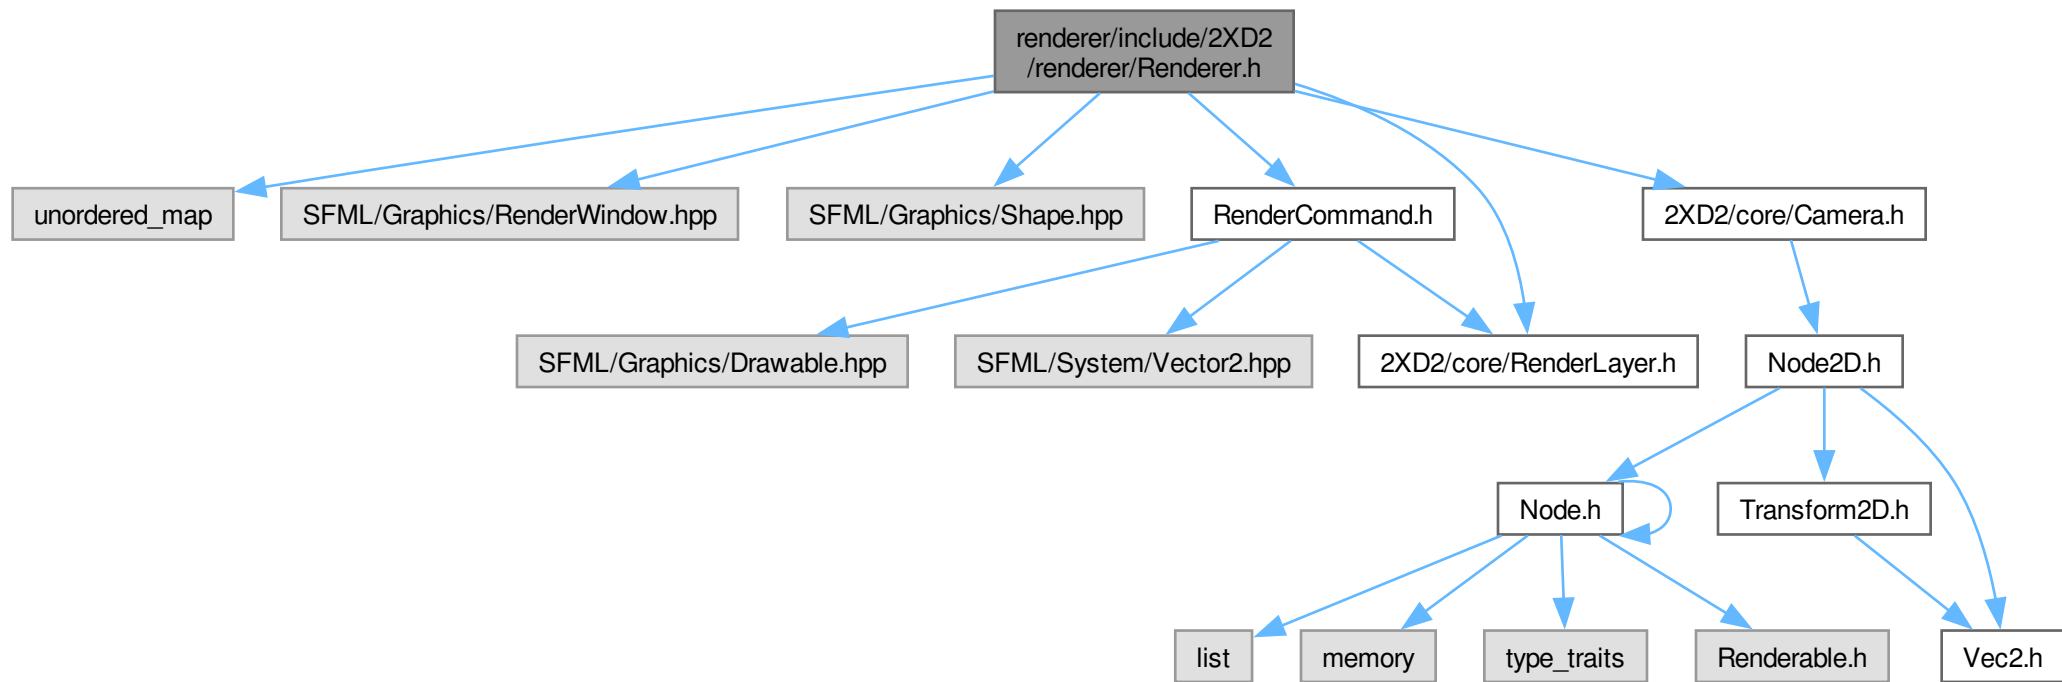 renderer/include/2XD2
/renderer/Renderer.h
unordered_map
SFML/Graphics/RenderWindow.hpp
SFML/Graphics/Shape.hpp
RenderCommand.h
2XD2/core/Camera.h
SFML/Graphics/Drawable.hpp
SFML/System/Vector2.hpp
2XD2/core/RenderLayer.h
Node2D.h
Node.h
Transform2D.h
list
memory
type_traits
Renderable.h
Vec2.h